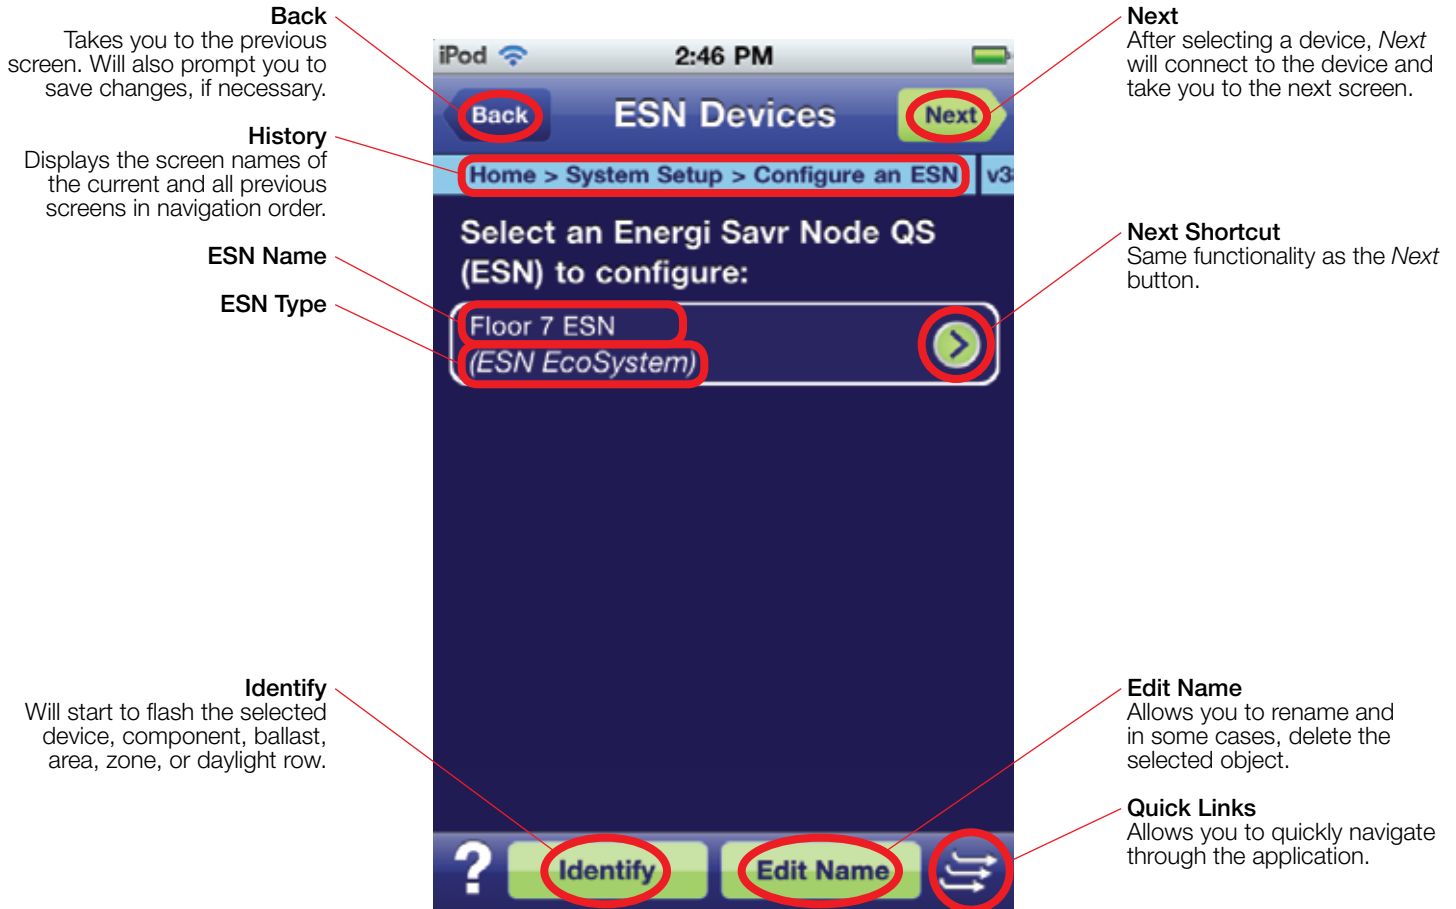 Back
Takes you to the previous
screen. Will also prompt you to
save changes, if necessary.
History
Displays the screen names of
the current and all previous
screens in navigation order.
ESN Name
ESN Type
Identify
Will start to flash the selected
device, component, ballast,
area, zone, or daylight row.
iPod 2:46 PM
Back ESN Devices Next
Home > System Setup > Configure an ESN v3
Select an Energi Savr Node QS
(ESN) to configure:
Floor 7 ESN
(ESN EcoSystem)
>
? Identify Edit Name
Next
After selecting a device, Next
will connect to the device and
take you to the next screen.
Next Shortcut
Same functionality as the Next
button.
Edit Name
Allows you to rename and
in some cases, delete the
selected object.
Quick Links
Allows you to quickly navigate
through the application.